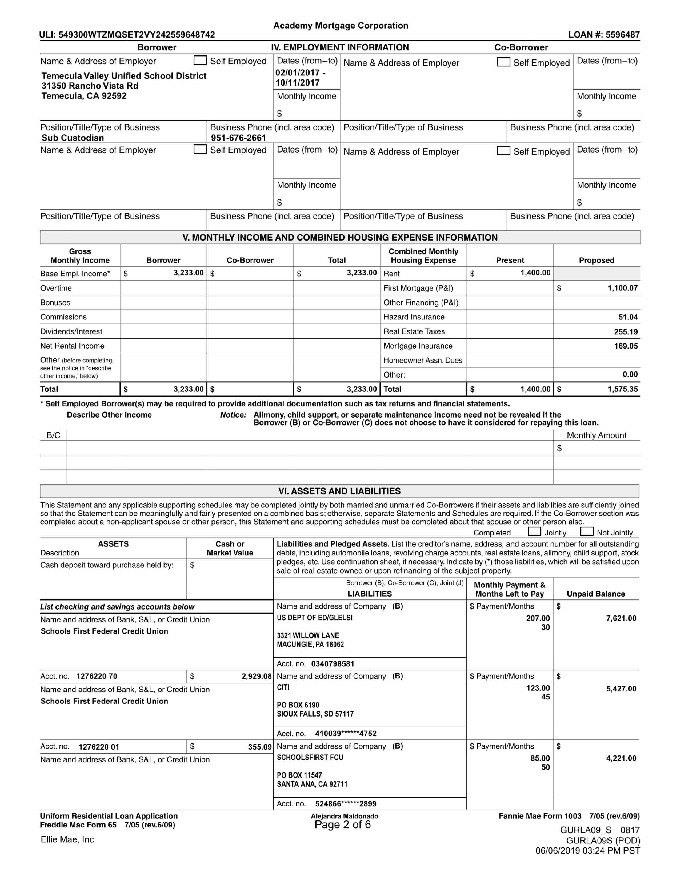 Academy Mortgage Corporation
ULI: 549300WTZMQSET2VY242559648742 LOAN #: 5596487
Borrower IV. EMPLOYMENT INFORMATION Co-Borrower
Name & Address of Employer Self Employed Dates (from–to) Name & Address of Employer Self Employed Dates (from–to)
Temecula Valley Unified School District 02/01/2017 -
31350 Rancho Vista Rd 10/11/2017
Temecula, CA 92592 Monthly Income Monthly Income
$ $
Position/Title/Type of Business Business Phone (incl. area code) Position/Title/Type of Business Business Phone (incl. area code)
Sub Custodian 951-676-2661
Name & Address of Employer Self Employed Dates (from–to) Name & Address of Employer Self Employed Dates (from–to)
Monthly Income Monthly Income
$ $
Position/Title/Type of Business Business Phone (incl. area code) Position/Title/Type of Business Business Phone (incl. area code)
V. MONTHLY INCOME AND COMBINED HOUSING EXPENSE INFORMATION
Gross Monthly Income Borrower Co-Borrower Total Combined Monthly Housing Expense Present Proposed
Base Empl. Income* $ 3,233.00 $ $ 3,233.00 Rent $ 1,400.00
Overtime First Mortgage (P&I) $ 1,100.07
Bonuses Other Financing (P&I)
Commissions Hazard Insurance 51.04
Dividends/Interest Real Estate Taxes 255.19
Net Rental Income Mortgage Insurance 169.05
Other (before completing, Homeowner Assn. Dues
see the notice in "describe
other income," below) Other: 0.00
Total $ 3,233.00 $ $ 3,233.00 Total $ 1,400.00 $ 1,575.35
* Self Employed Borrower(s) may be required to provide additional documentation such as tax returns and financial statements.
Describe Other Income Notice: Alimony, child support, or separate maintenance income need not be revealed if the
Borrower (B) or Co-Borrower (C) does not choose to have it considered for repaying this loan.
B/C Monthly Amount
$
VI. ASSETS AND LIABILITIES
This Statement and any applicable supporting schedules may be completed jointly by both married and unmarried Co-Borrowers if their assets and liabilities are sufficiently joined
so that the Statement can be meaningfully and fairly presented on a combined basis; otherwise, separate Statements and Schedules are required. If the Co-Borrower section was
completed about a non-applicant spouse or other person, this Statement and supporting schedules must be completed about that spouse or other person also.
Completed Jointly Not Jointly
ASSETS Cash or Liabilities and Pledged Assets. List the creditor's name, address, and account number for all outstanding
Description Market Value debts, including automobile loans, revolving charge accounts, real estate loans, alimony, child support, stock
Cash deposit toward purchase held by: $ pledges, etc. Use continuation sheet, if necessary. Indicate by (*) those liabilities, which will be satisfied upon
sale of real estate owned or upon refinancing of the subject property.
Borrower (B), Co-Borrower (C), Joint (J) Monthly Payment &
LIABILITIES Months Left to Pay Unpaid Balance
List checking and savings accounts below Name and address of Company (B) $ Payment/Months $
Name and address of Bank, S&L, or Credit Union US DEPT OF ED/GLELSI 207.00 7,621.00
Schools First Federal Credit Union 30
3321 WILLOW LANE
MACUNGIE, PA 18062
Acct. no. 0340798581
Acct. no. 1276220 70 $ 2,929.08 Name and address of Company (B) $ Payment/Months $
Name and address of Bank, S&L, or Credit Union CITI 123.00 5,427.00
Schools First Federal Credit Union 45
PO BOX 6190
SIOUX FALLS, SD 57117
Acct. no. 410039******4752
Acct. no. 1276220 01 $ 355.09 Name and address of Company (B) $ Payment/Months $
Name and address of Bank, S&L, or Credit Union SCHOOLSFIRST FCU 85.00 4,221.00
50
PO BOX 11547
SANTA ANA, CA 92711
Acct. no. 524866******2899
Uniform Residential Loan Application Alejandra Maldonado Fannie Mae Form 1003 7/05 (rev.6/09)
Freddie Mac Form 65 7/05 (rev.6/09) Page 2 of 6
GURLA09_S 0817
Ellie Mae, Inc GURLA09S (POD)
06/06/2019 03:24 PM PST